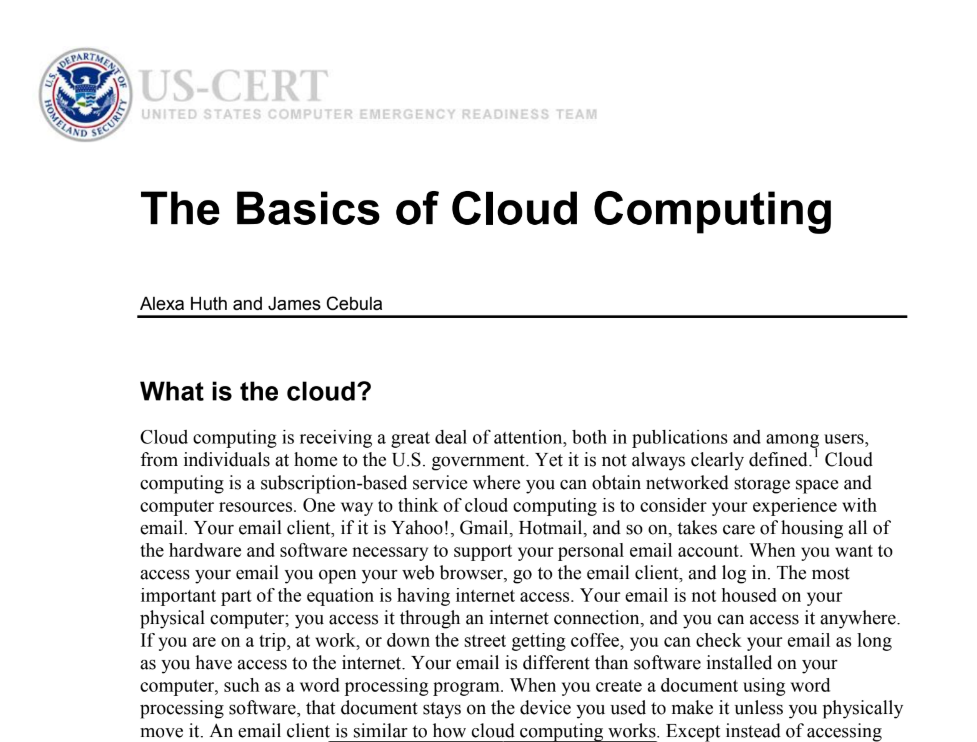 U.S. DEPARTMENT OF HOMELAND SECURITY
US-CERT
UNITED STATES COMPUTER EMERGENCY READINESS TEAM
The Basics of Cloud Computing
Alexa Huth and James Cebula
What is the cloud?
Cloud computing is receiving a great deal of attention, both in publications and among users,
from individuals at home to the U.S. government. Yet it is not always clearly defined.1 Cloud
computing is a subscription-based service where you can obtain networked storage space and
computer resources. One way to think of cloud computing is to consider your experience with
email. Your email client, if it is Yahoo!, Gmail, Hotmail, and so on, takes care of housing all of
the hardware and software necessary to support your personal email account. When you want to
access your email you open your web browser, go to the email client, and log in. The most
important part of the equation is having internet access. Your email is not housed on your
physical computer; you access it through an internet connection, and you can access it anywhere.
If you are on a trip, at work, or down the street getting coffee, you can check your email as long
as you have access to the internet. Your email is different than software installed on your
computer, such as a word processing program. When you create a document using word
processing software, that document stays on the device you used to make it unless you physically
move it. An email client is similar to how cloud computing works. Except instead of accessing